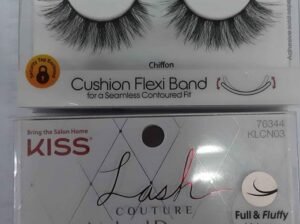 Chiffon
Cushion Flexi Band
for a Seamless Contoured Fit
Bring the Salon Home
KISS
70344
KLCN03
Lash
COUTURE
Full & Fluffy